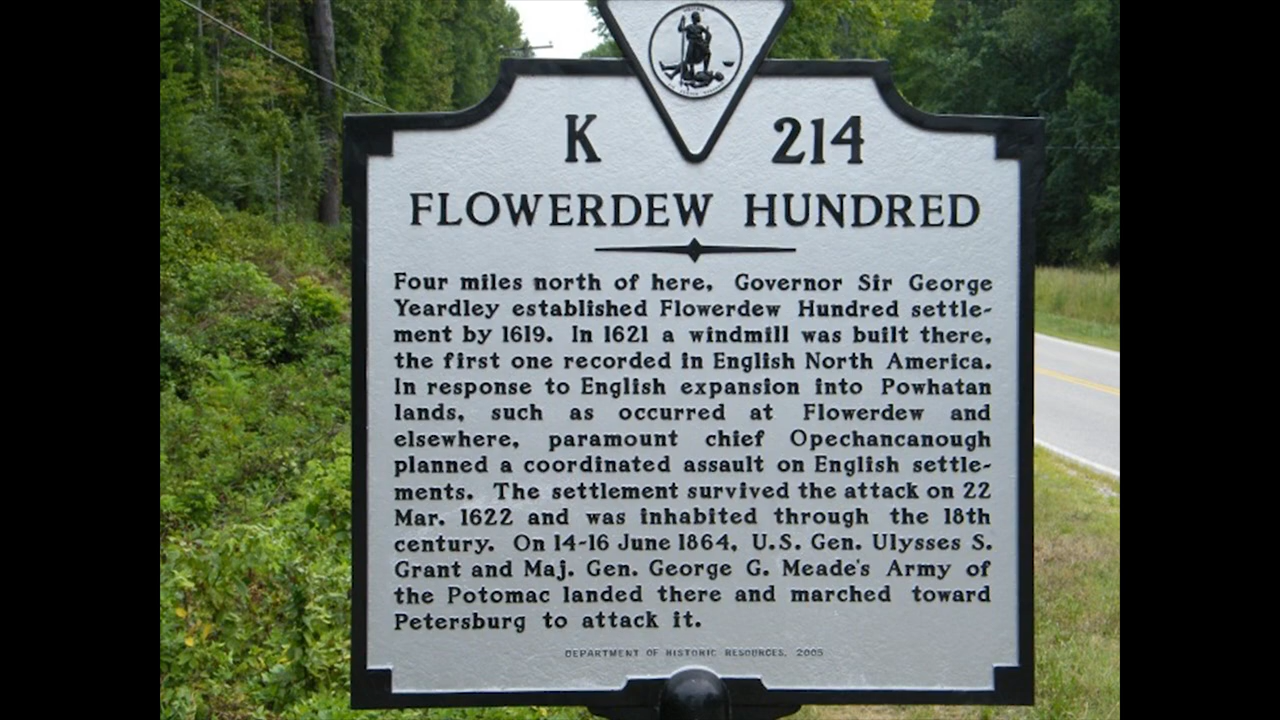 K 214
FLOWERDEW HUNDRED
Four miles north of here, Governor Sir George
Yeardley established Flowerdew Hundred settle-
ment by 1619. In 1621 a windmill was built there,
the first one recorded in English North America.
In response to English expansion into Powhatan
lands, such as occurred at Flowerdew and
elsewhere, paramount chief Opechancanough
planned a coordinated assault on English settle-
ments. The settlement survived the attack on 22
Mar. 1622 and was inhabited through the 18th
century. On 14-16 June 1864, U.S. Gen. Ulysses S.
Grant and Maj. Gen. George G. Meade's Army of
the Potomac landed there and marched toward
Petersburg to attack it.
DEPARTMENT OF HISTORIC RESOURCES, 2005